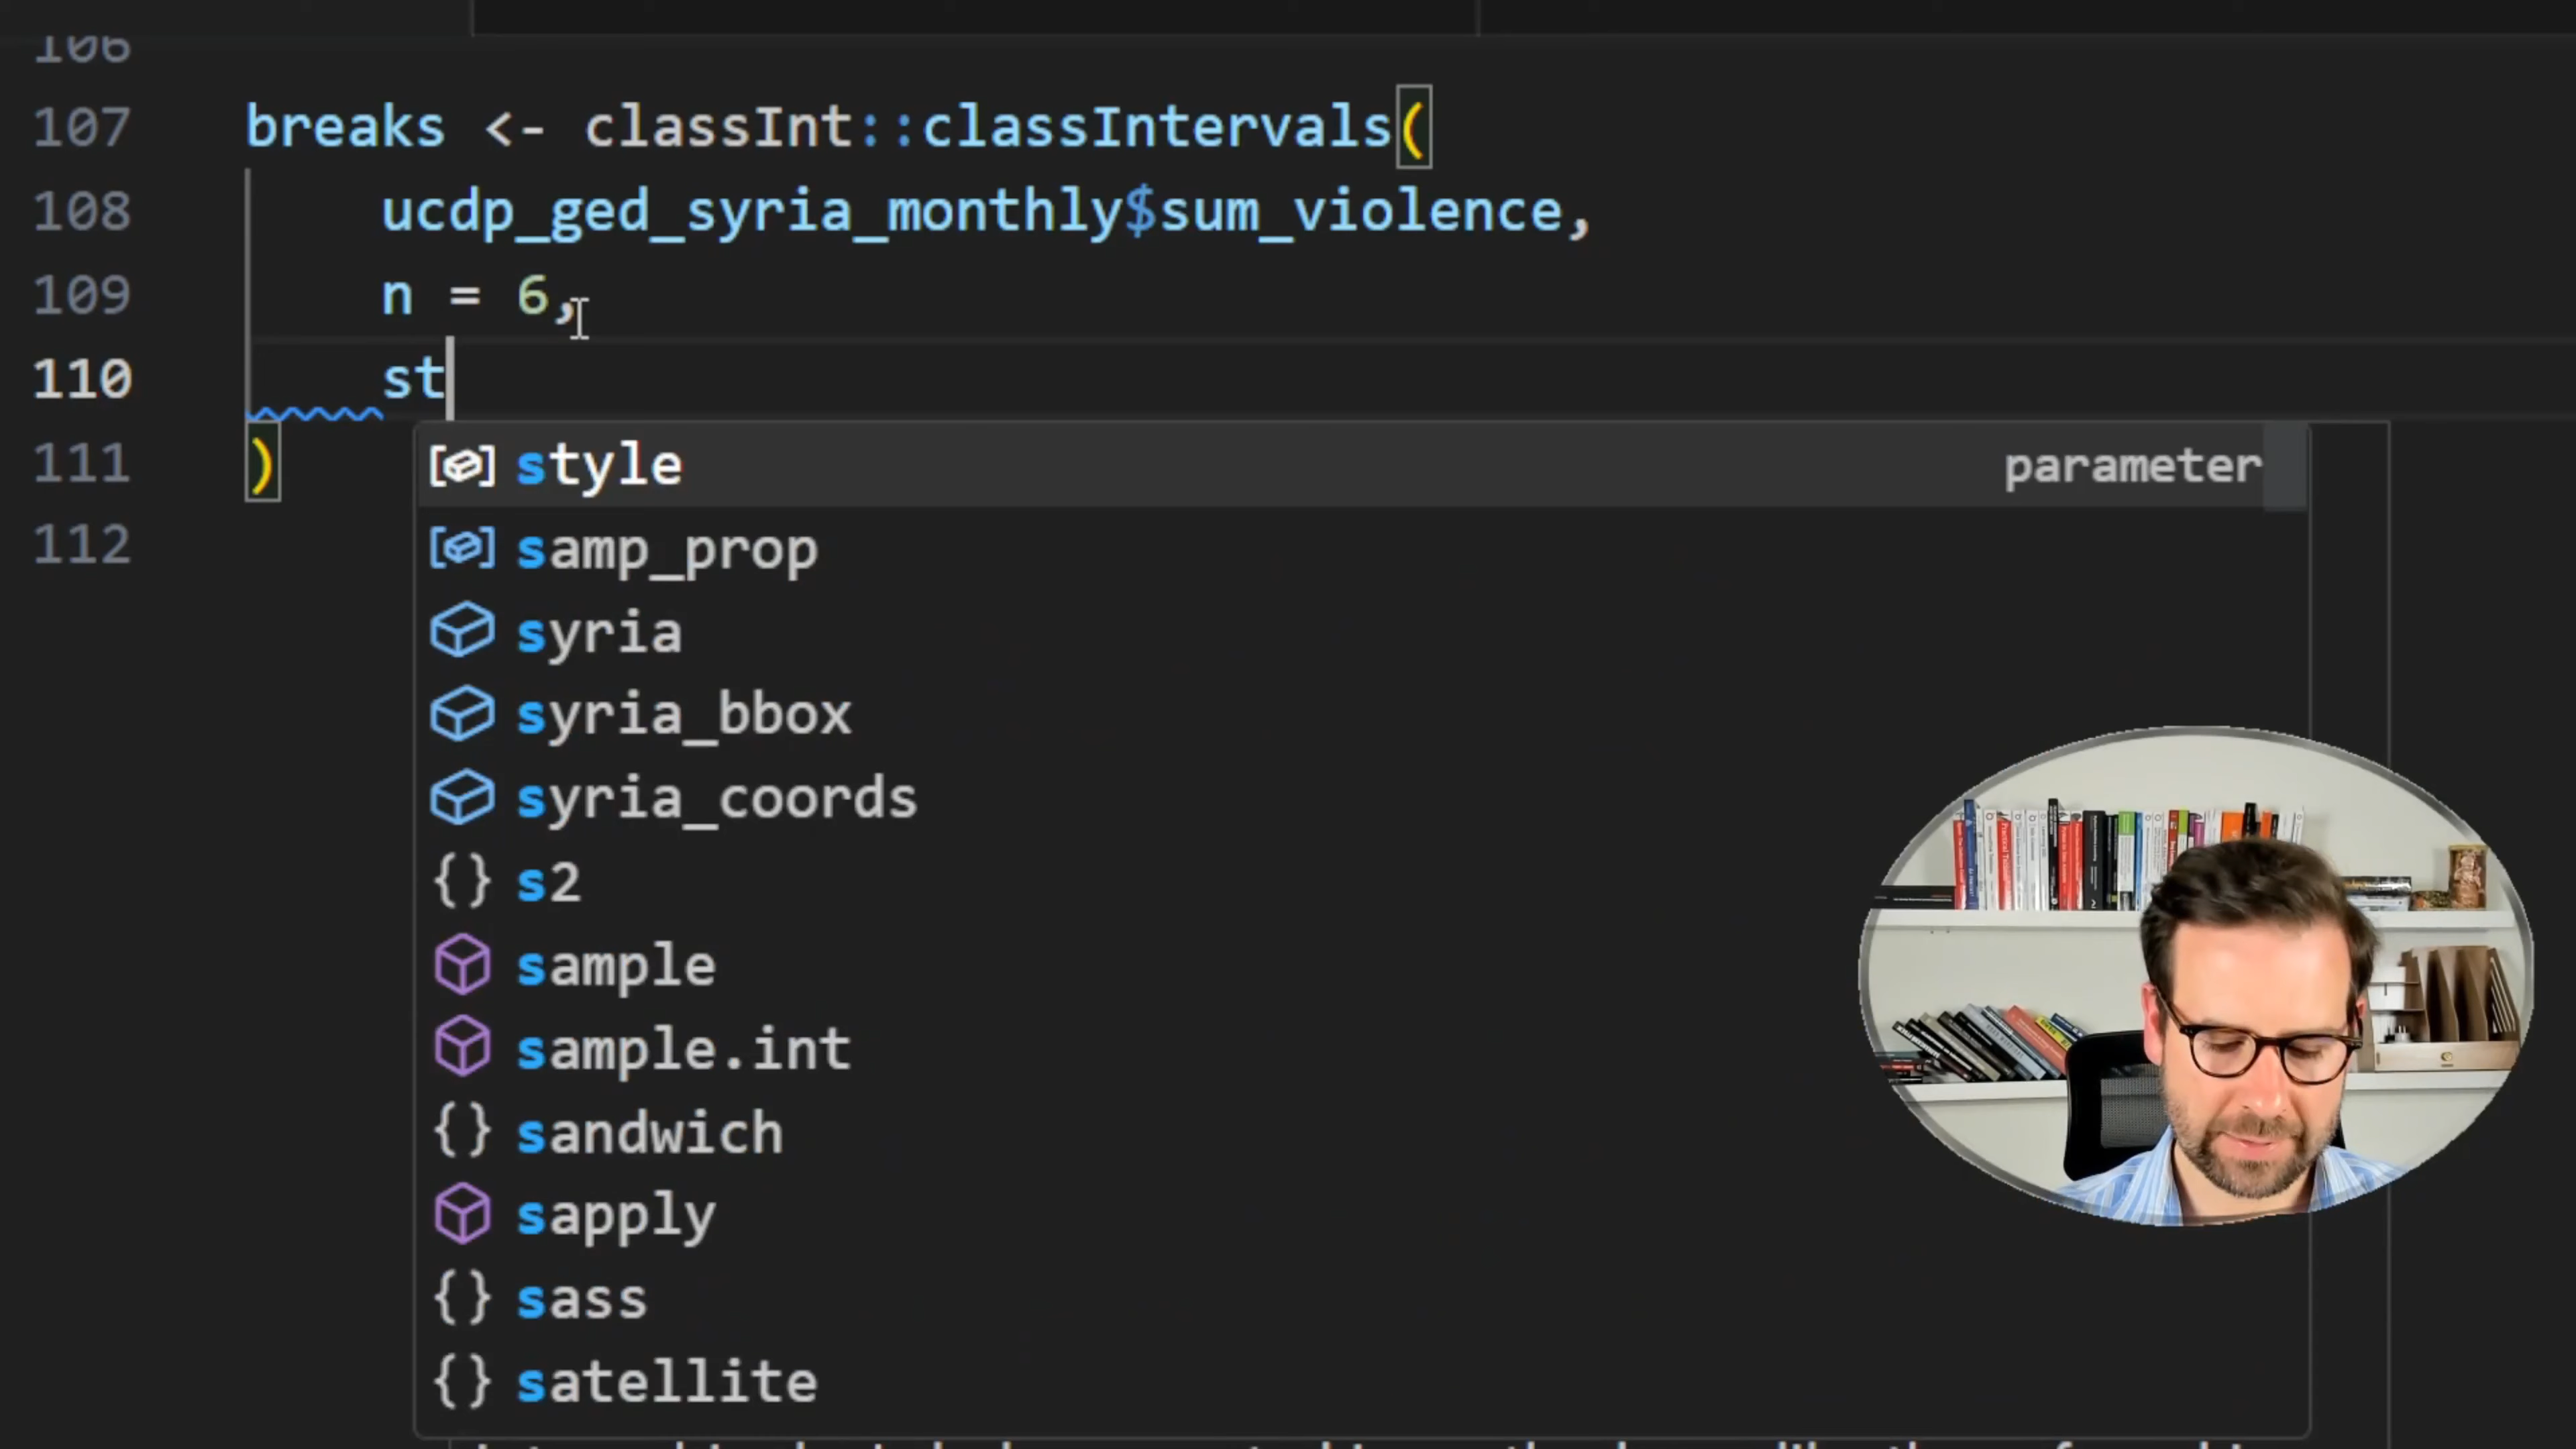 106
107 breaks <- classInt::classIntervals(
108 ucdp_ged_syria_monthly$sum_violence,
109 n = 6,
110 st
111 )
112
style parameter
samp_prop
syria
syria_bbox
syria_coords
{} s2
sample
sample.int
{} sandwich
sapply
{} sass
{} satellite